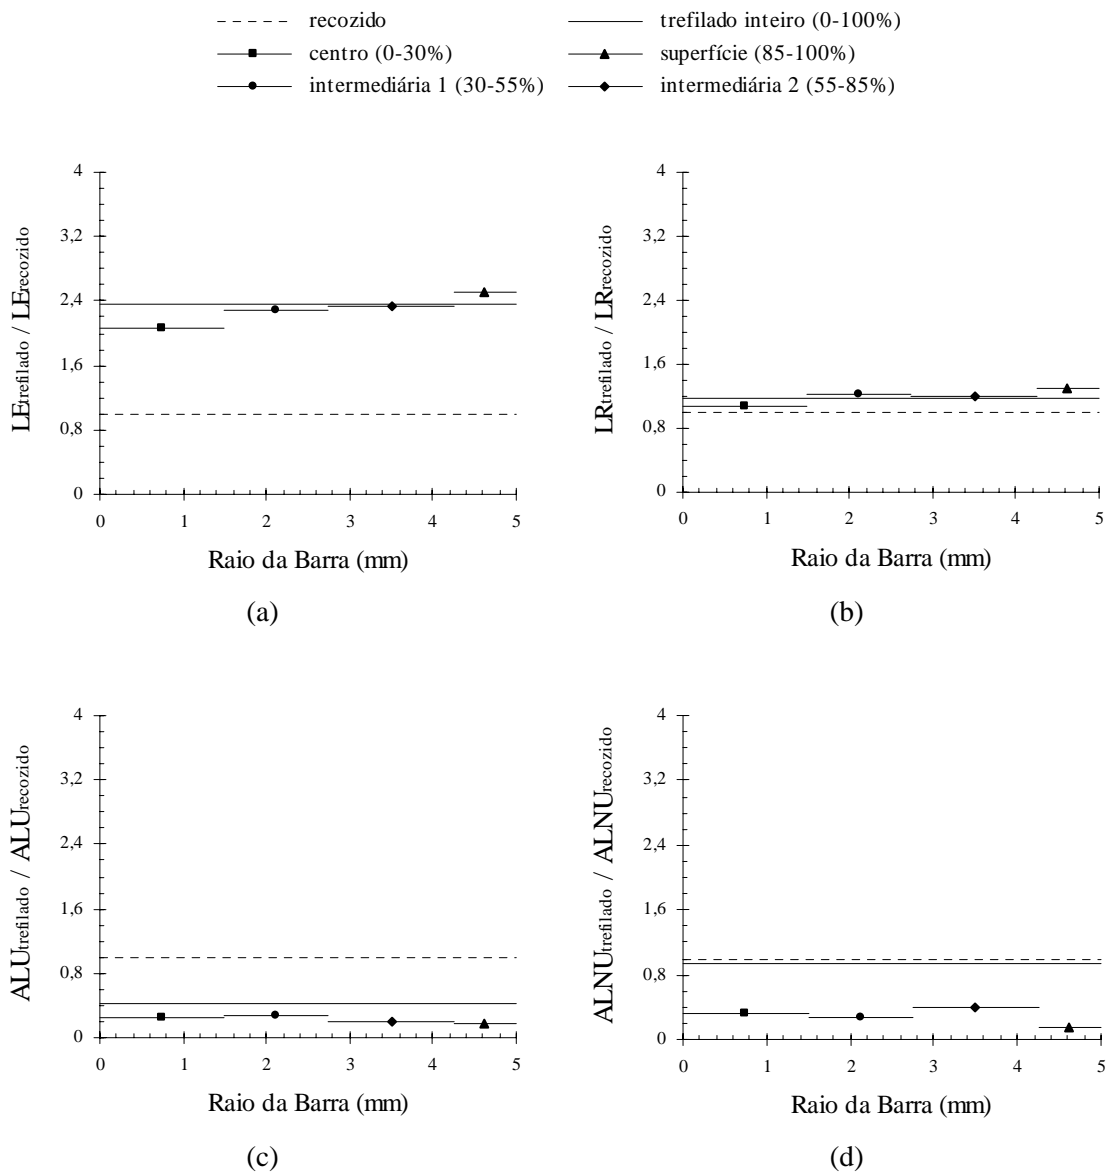 recozido
trefilado inteiro (0-100%)
centro (0-30%)
superfície (85-100%)
intermediária 1 (30-55%)
intermediária 2 (55-85%)
4
3,2
2,4
1,6
0,8
0
0 1 2 3 4 5
LEtrefilado / LErecozido
Raio da Barra (mm)
(a)
4
3,2
2,4
1,6
0,8
0
0 1 2 3 4 5
LRtrefilado / LRrecozido
Raio da Barra (mm)
(b)
4
3,2
2,4
1,6
0,8
0
0 1 2 3 4 5
ALUtrefilado / ALUrecozido
Raio da Barra (mm)
(c)
4
3,2
2,4
1,6
0,8
0
0 1 2 3 4 5
ALNUtrefilado / ALNUrecozido
Raio da Barra (mm)
(d)